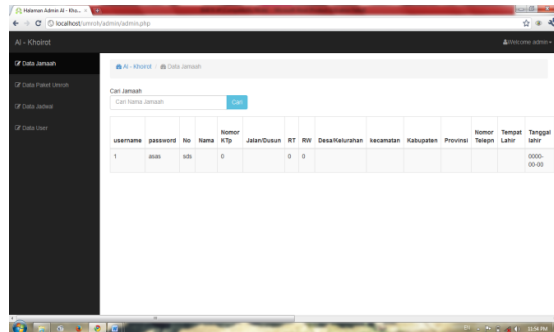 Halaman Admin Al - Kho...
localhost/umroh/admin/admin.php
Al - Khoirot
Welcome, admin
Data Jamaah
Al - Khoirot / Data Jamaah
Data Paket Umroh
Data Jadwal
Data User
Cari Jamaah
Cari Nama Jamaah
Cari
username password No Nama Nomor KTp Jalan/Dusun RT RW Desa/Kelurahan kecamatan Kabupaten Provinsi Nomor Telepn Tempat Lahir Tanggal lahir
1 asas sds 0 0 0 0000-00-00
11:54 PM